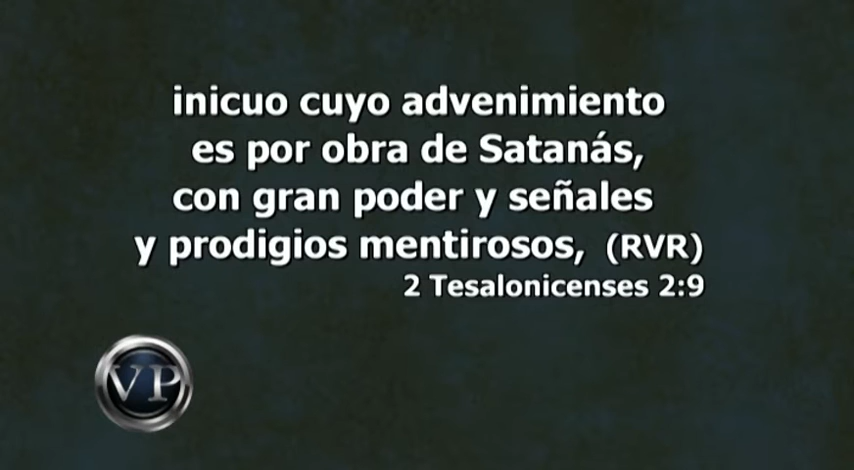 inicuo cuyo advenimiento
es por obra de Satanás,
con gran poder y señales
y prodigios mentirosos, (RVR)
2 Tesalonicenses 2:9
VP